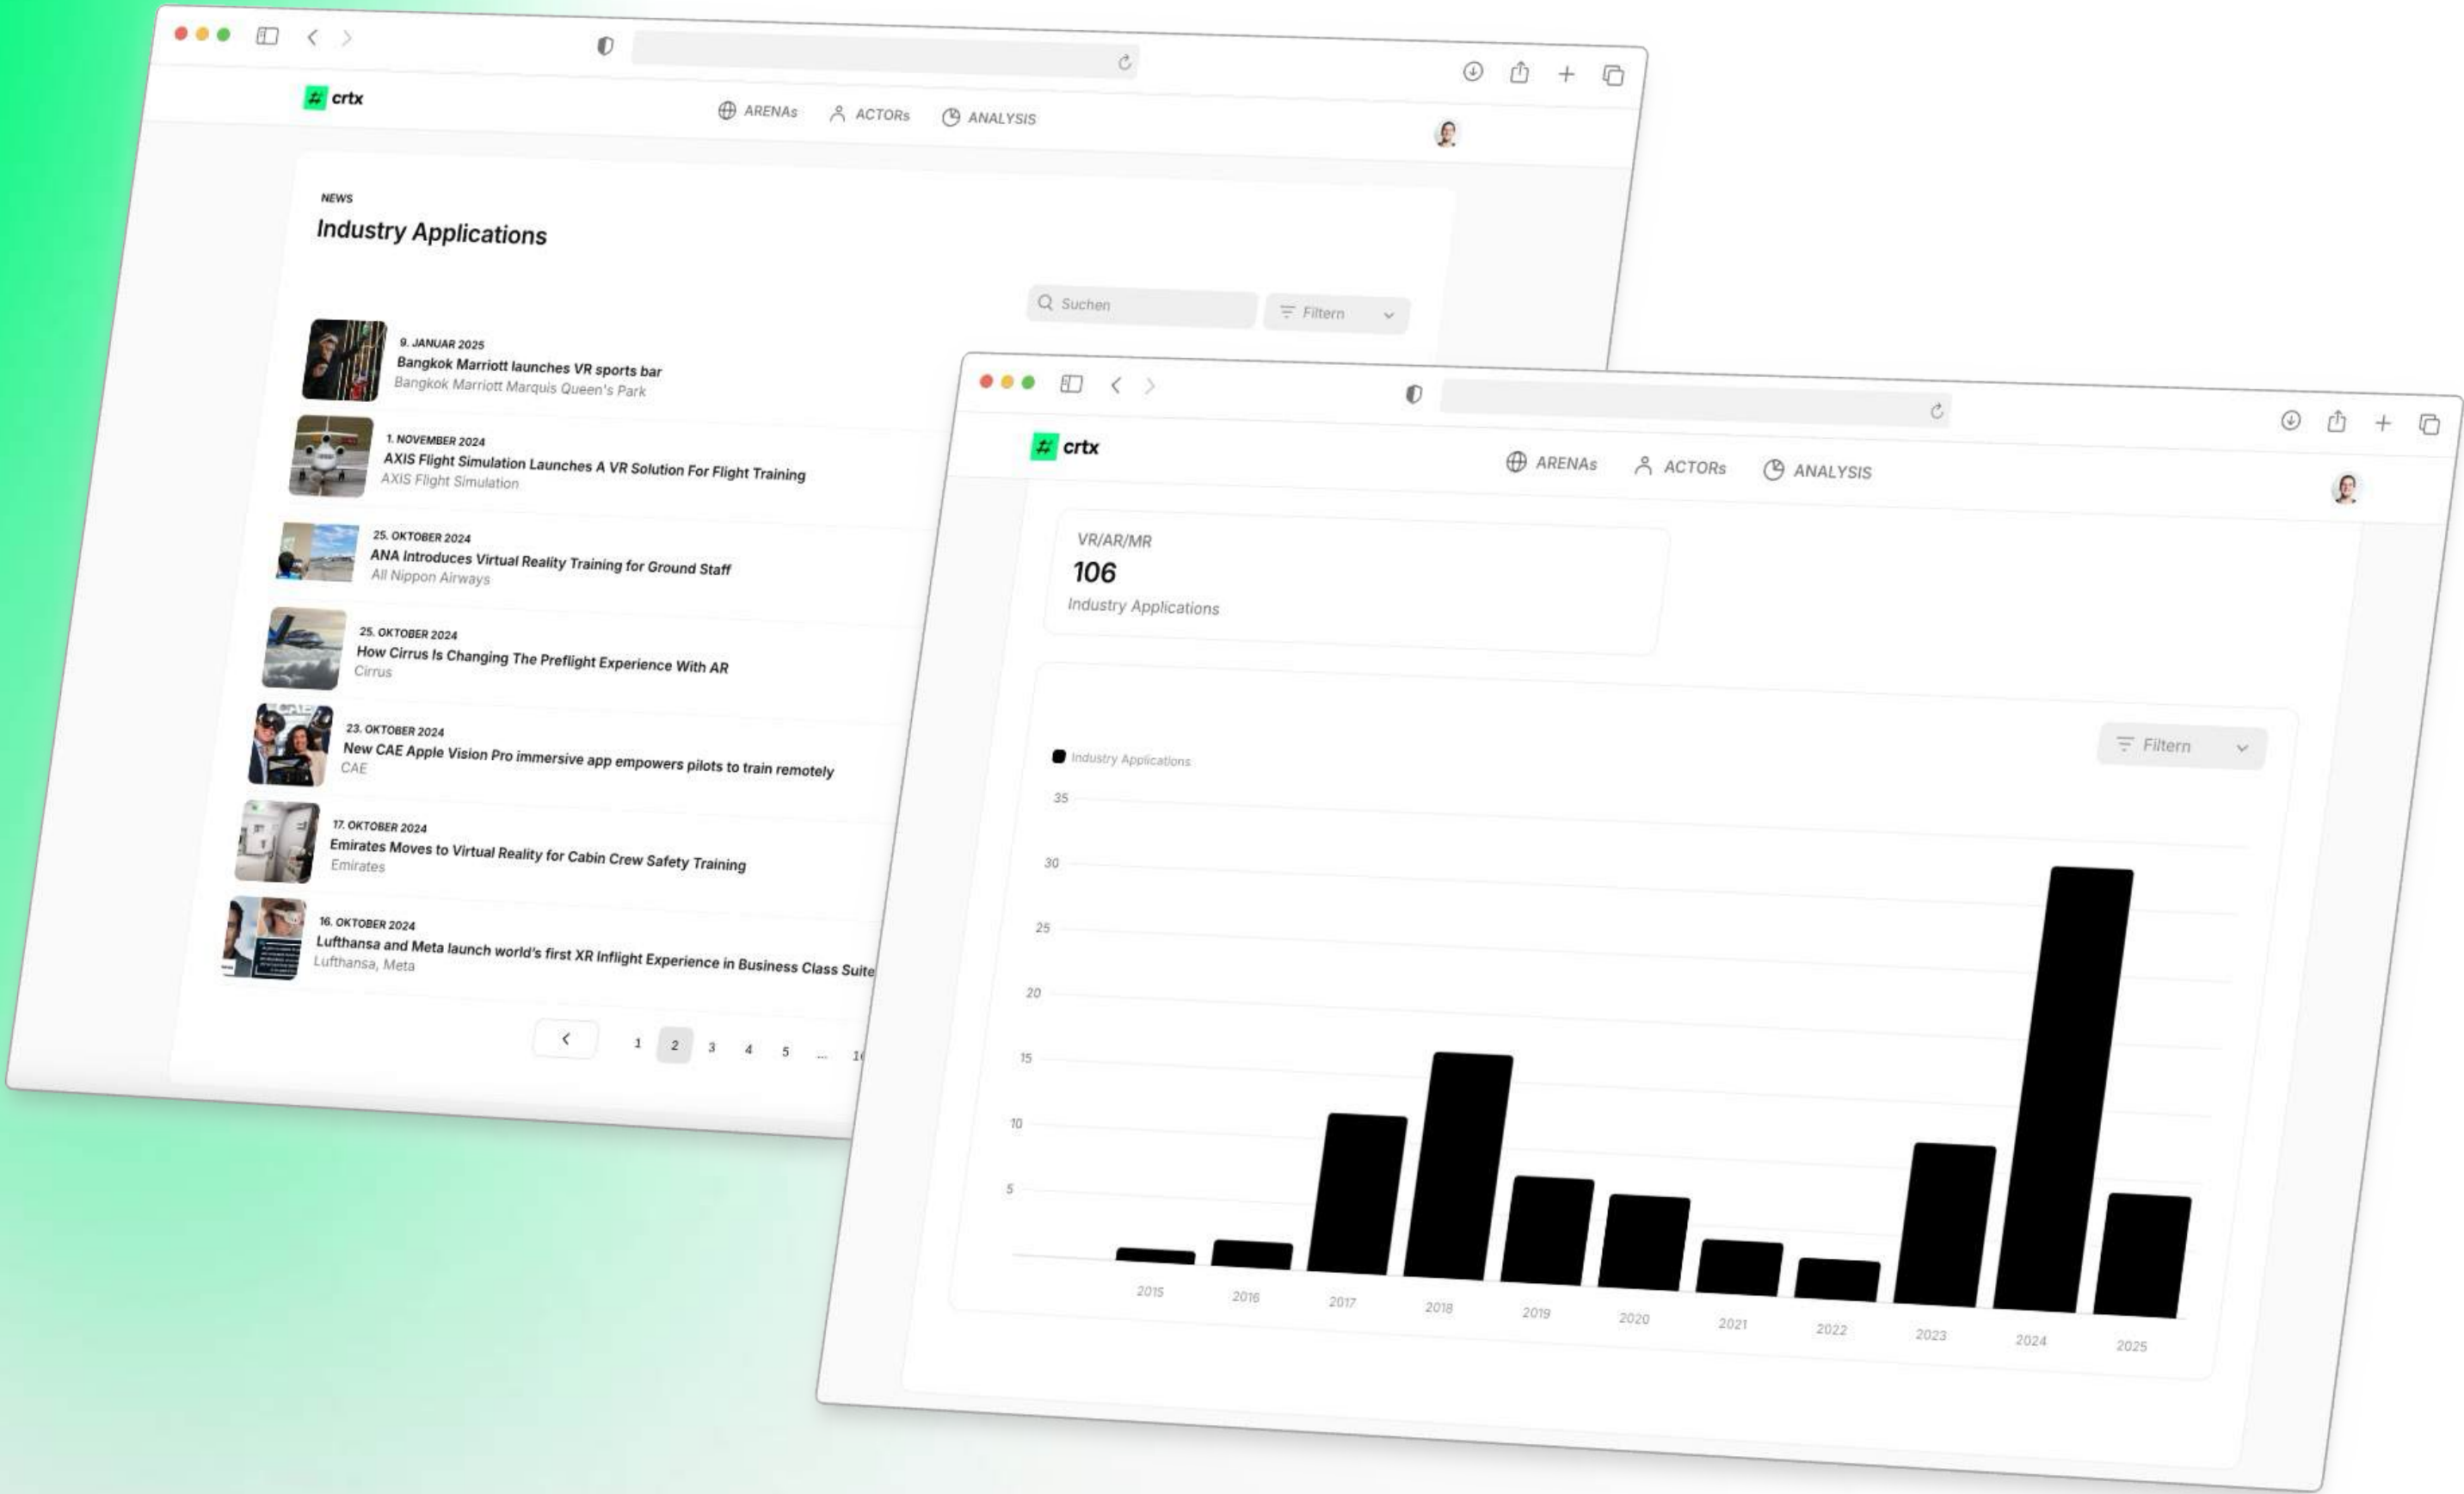 # crtx
ARENAs
ACTORs
ANALYSIS
NEWS
Industry Applications
Suchen
Filtern
9. JANUAR 2025
Bangkok Marriott launches VR sports bar
Bangkok Marriott Marquis Queen's Park
1. NOVEMBER 2024
AXIS Flight Simulation Launches A VR Solution For Flight Training
AXIS Flight Simulation
25. OKTOBER 2024
ANA Introduces Virtual Reality Training for Ground Staff
All Nippon Airways
25. OKTOBER 2024
How Cirrus Is Changing The Preflight Experience With AR
Cirrus
23. OKTOBER 2024
New CAE Apple Vision Pro immersive app empowers pilots to train remotely
CAE
17. OKTOBER 2024
Emirates Moves to Virtual Reality for Cabin Crew Safety Training
Emirates
16. OKTOBER 2024
Lufthansa and Meta launch world's first XR Inflight Experience in Business Class Suite
Lufthansa, Meta
1 2 3 4 5 ...
# crtx
ARENAs
ACTORs
ANALYSIS
VR/AR/MR
106
Industry Applications
Filtern
Industry Applications
35
30
25
20
15
10
5
2015 2016 2017 2018 2019 2020 2021 2022 2023 2024 2025